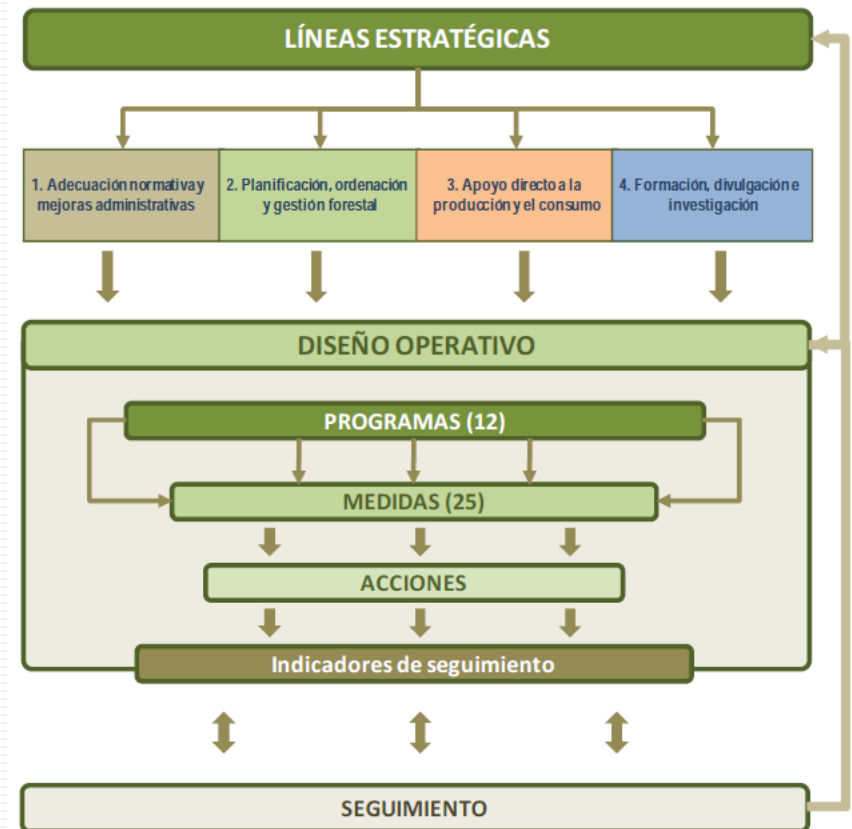 LÍNEAS ESTRATÉGICAS
1. Adecuación normativa y
mejoras administrativas
2. Planificación, ordenación
y gestión forestal
3. Apoyo directo a la
producción y el consumo
4. Formación, divulgación e
investigación
DISEÑO OPERATIVO
PROGRAMAS (12)
MEDIDAS (25)
ACCIONES
Indicadores de seguimiento
SEGUIMIENTO